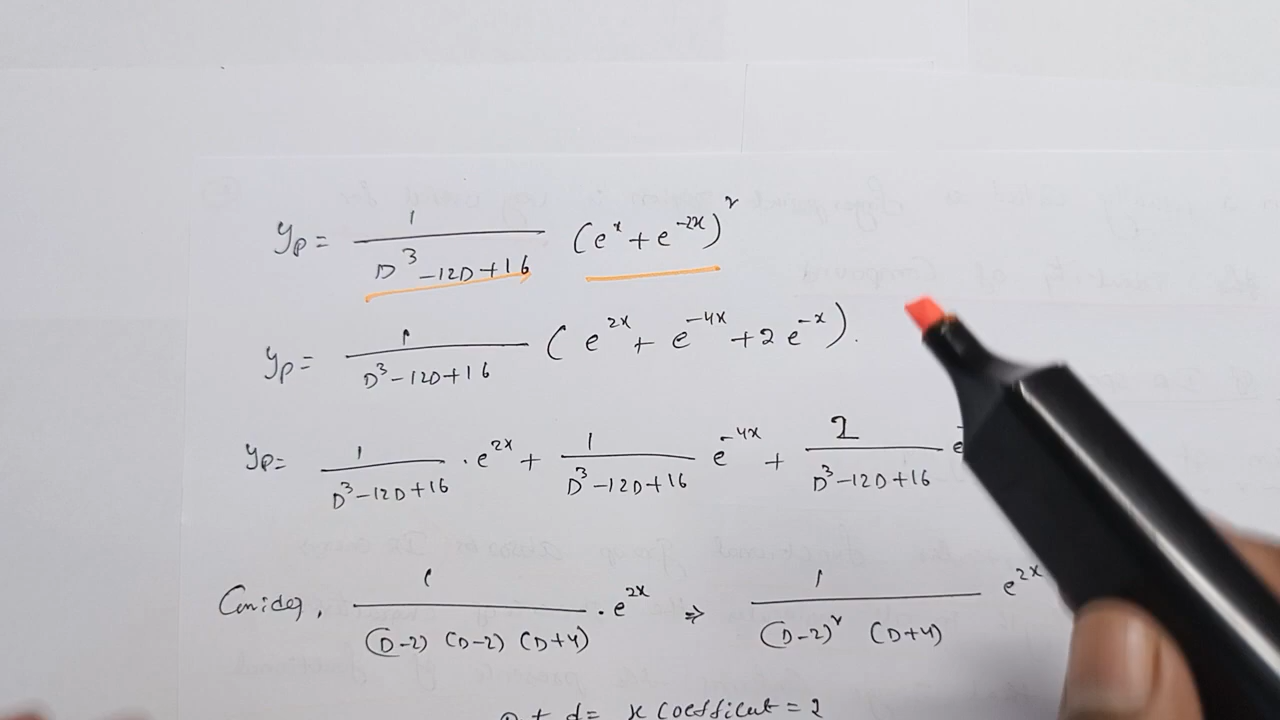 yp = 1/(D³-12D+16) (eˣ + e⁻²ˣ)²
yp = 1/(D³-12D+16) (e²ˣ + e⁻⁴ˣ + 2e⁻ˣ).
yp = 1/(D³-12D+16) · e²ˣ + 1/(D³-12D+16) e⁻⁴ˣ + 2/(D³-12D+16) e
Consider, 1/((D-2)(D-2)(D+4)) · e²ˣ ⇒ 1/((D-2)²(D+4)) e²ˣ
x coefficient = 2